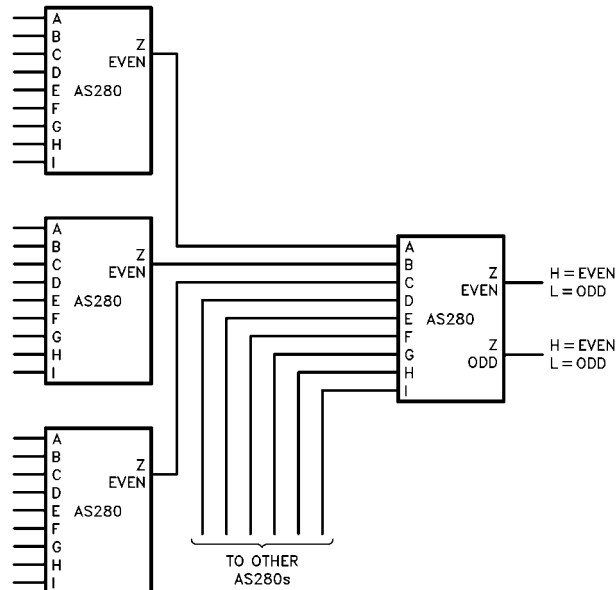 A
B
C
D
E
F
G
H
I
Z
EVEN
AS280
A
B
C
D
E
F
G
H
I
Z
EVEN
AS280
A
B
C
D
E
F
G
H
I
Z
EVEN
AS280
A
B
C
D
E
F
G
H
I
Z
EVEN
AS280
Z
ODD
H = EVEN
L = ODD
H = EVEN
L = ODD
TO OTHER
AS280s